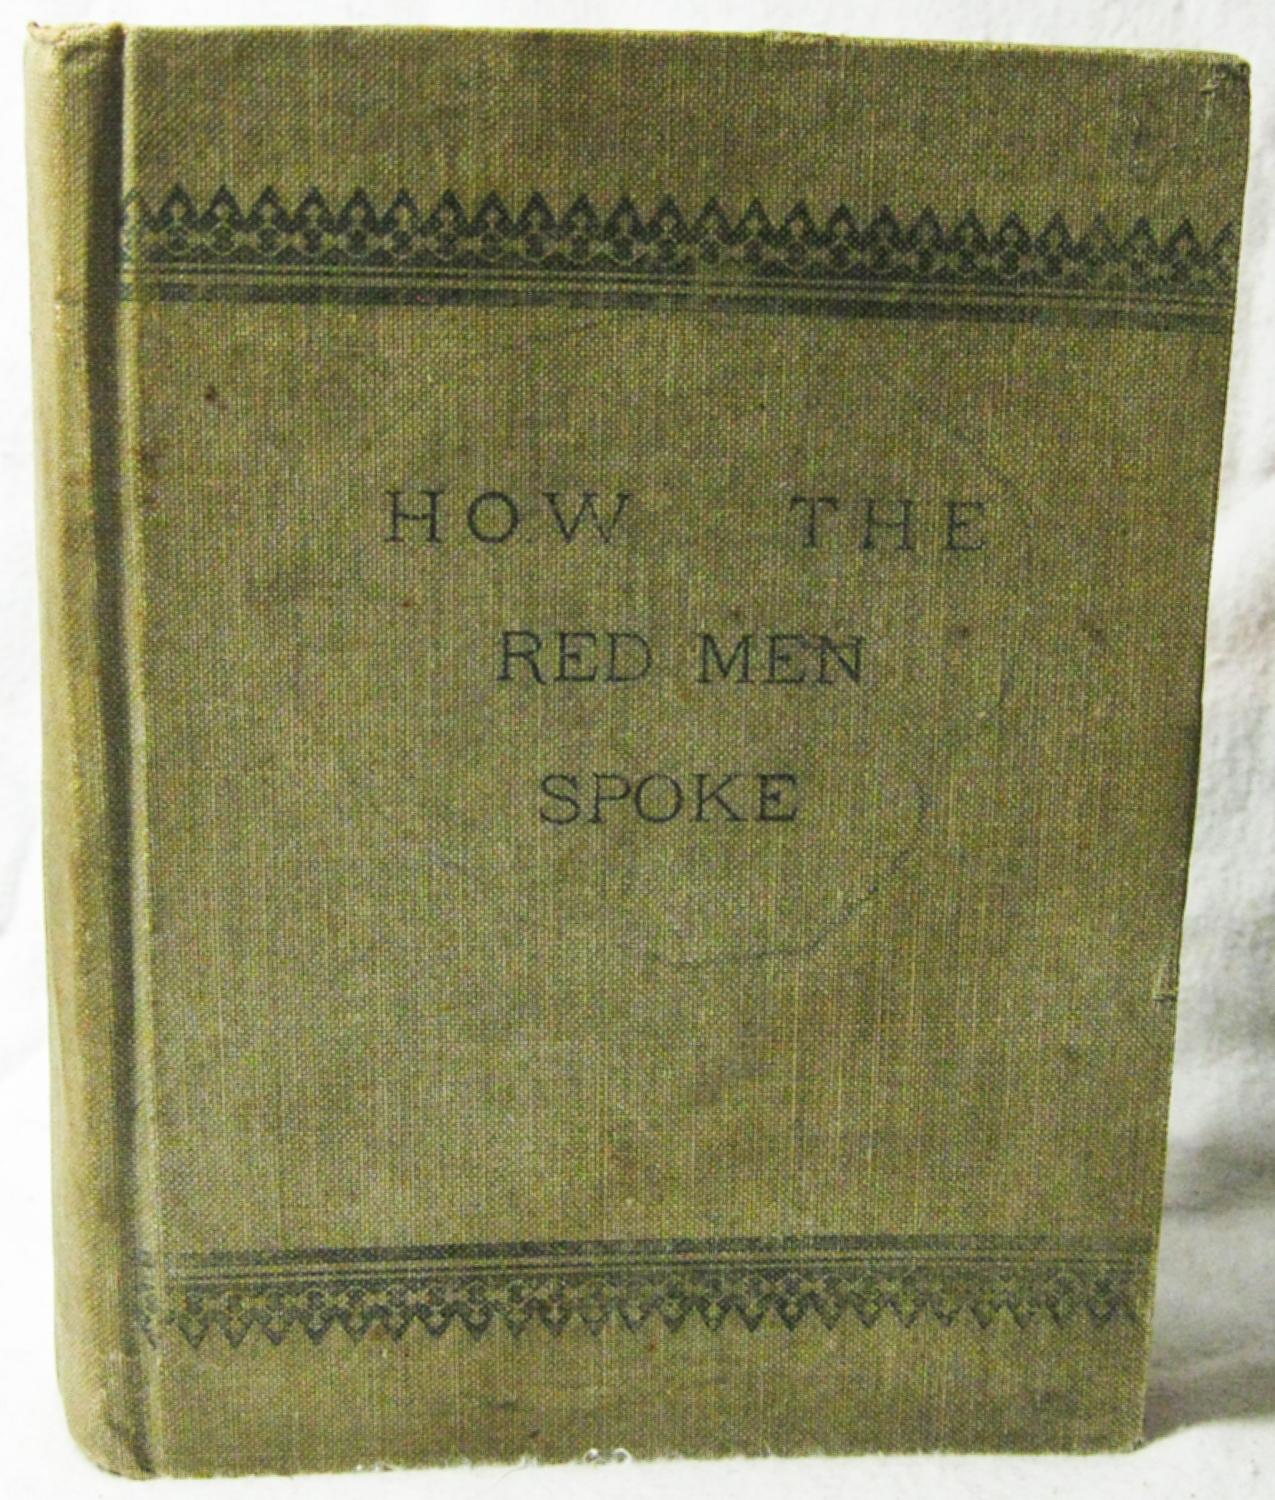 HOW THE
RED MEN
SPOKE